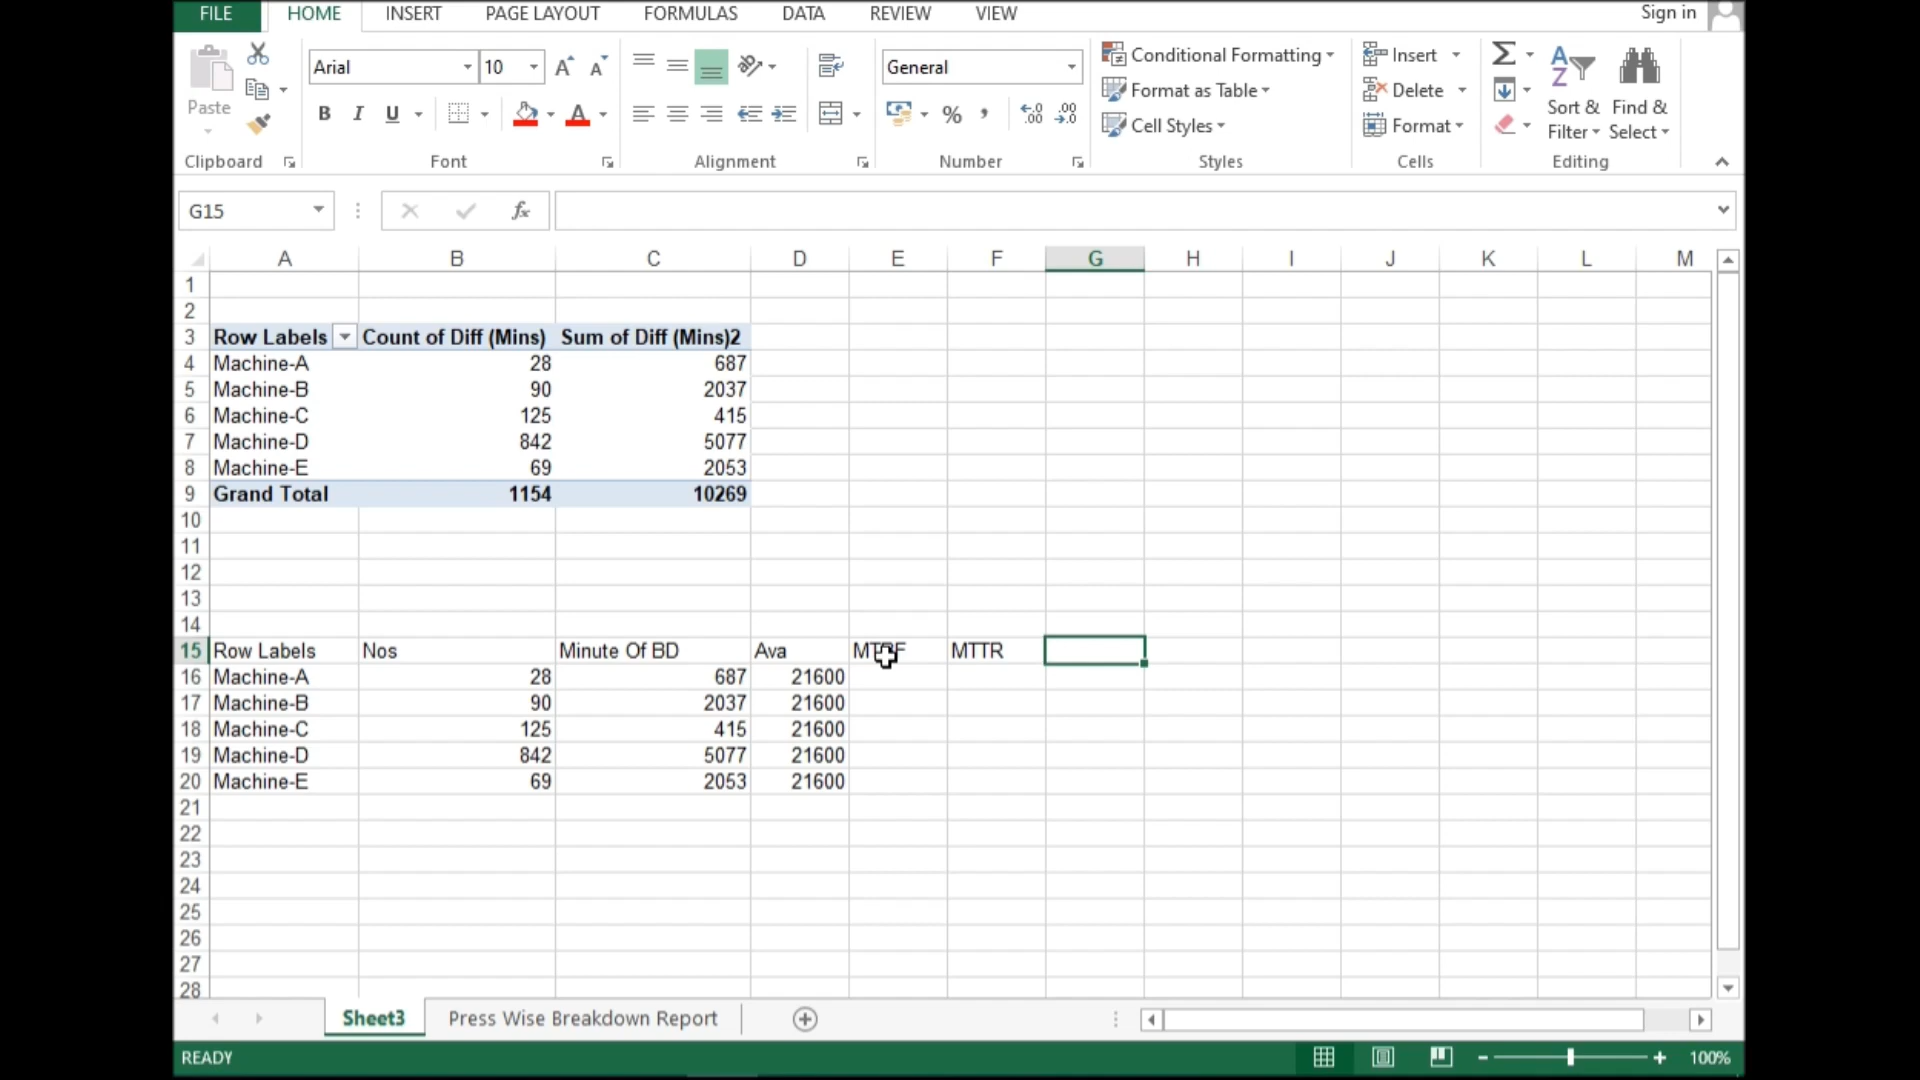 FILE HOME INSERT PAGE LAYOUT FORMULAS DATA REVIEW VIEW Sign in
Arial 10 General Conditional Formatting Insert
Paste Format as Table Delete Sort & Find &
B I U % Cell Styles Format Filter Select
Clipboard Font Alignment Number Styles Cells Editing
G15 fx
A B C D E F G H I J K L M
1
2
3 Row Labels Count of Diff (Mins) Sum of Diff (Mins)2
4 Machine-A 28 687
5 Machine-B 90 2037
6 Machine-C 125 415
7 Machine-D 842 5077
8 Machine-E 69 2053
9 Grand Total 1154 10269
10
11
12
13
14
15 Row Labels Nos Minute Of BD Ava MTBF MTTR
16 Machine-A 28 687 21600
17 Machine-B 90 2037 21600
18 Machine-C 125 415 21600
19 Machine-D 842 5077 21600
20 Machine-E 69 2053 21600
21
22
23
24
25
26
27
28
Sheet3 Press Wise Breakdown Report
READY 100%